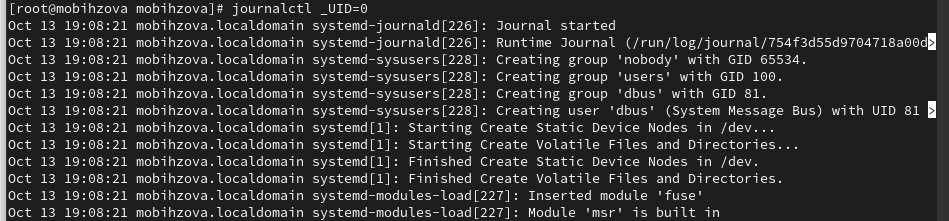 [root@mobihzova mobihzova]# journalctl _UID=0
Oct 13 19:08:21 mobihzova.localdomain systemd-journald[226]: Journal started
Oct 13 19:08:21 mobihzova.localdomain systemd-journald[226]: Runtime Journal (/run/log/journal/754f3d55d9704718a00d>
Oct 13 19:08:21 mobihzova.localdomain systemd-sysusers[228]: Creating group 'nobody' with GID 65534.
Oct 13 19:08:21 mobihzova.localdomain systemd-sysusers[228]: Creating group 'users' with GID 100.
Oct 13 19:08:21 mobihzova.localdomain systemd-sysusers[228]: Creating group 'dbus' with GID 81.
Oct 13 19:08:21 mobihzova.localdomain systemd-sysusers[228]: Creating user 'dbus' (System Message Bus) with UID 81 >
Oct 13 19:08:21 mobihzova.localdomain systemd[1]: Starting Create Static Device Nodes in /dev...
Oct 13 19:08:21 mobihzova.localdomain systemd[1]: Starting Create Volatile Files and Directories...
Oct 13 19:08:21 mobihzova.localdomain systemd[1]: Finished Create Static Device Nodes in /dev.
Oct 13 19:08:21 mobihzova.localdomain systemd[1]: Finished Create Volatile Files and Directories.
Oct 13 19:08:21 mobihzova.localdomain systemd-modules-load[227]: Inserted module 'fuse'
Oct 13 19:08:21 mobihzova.localdomain systemd-modules-load[227]: Module 'msr' is built in